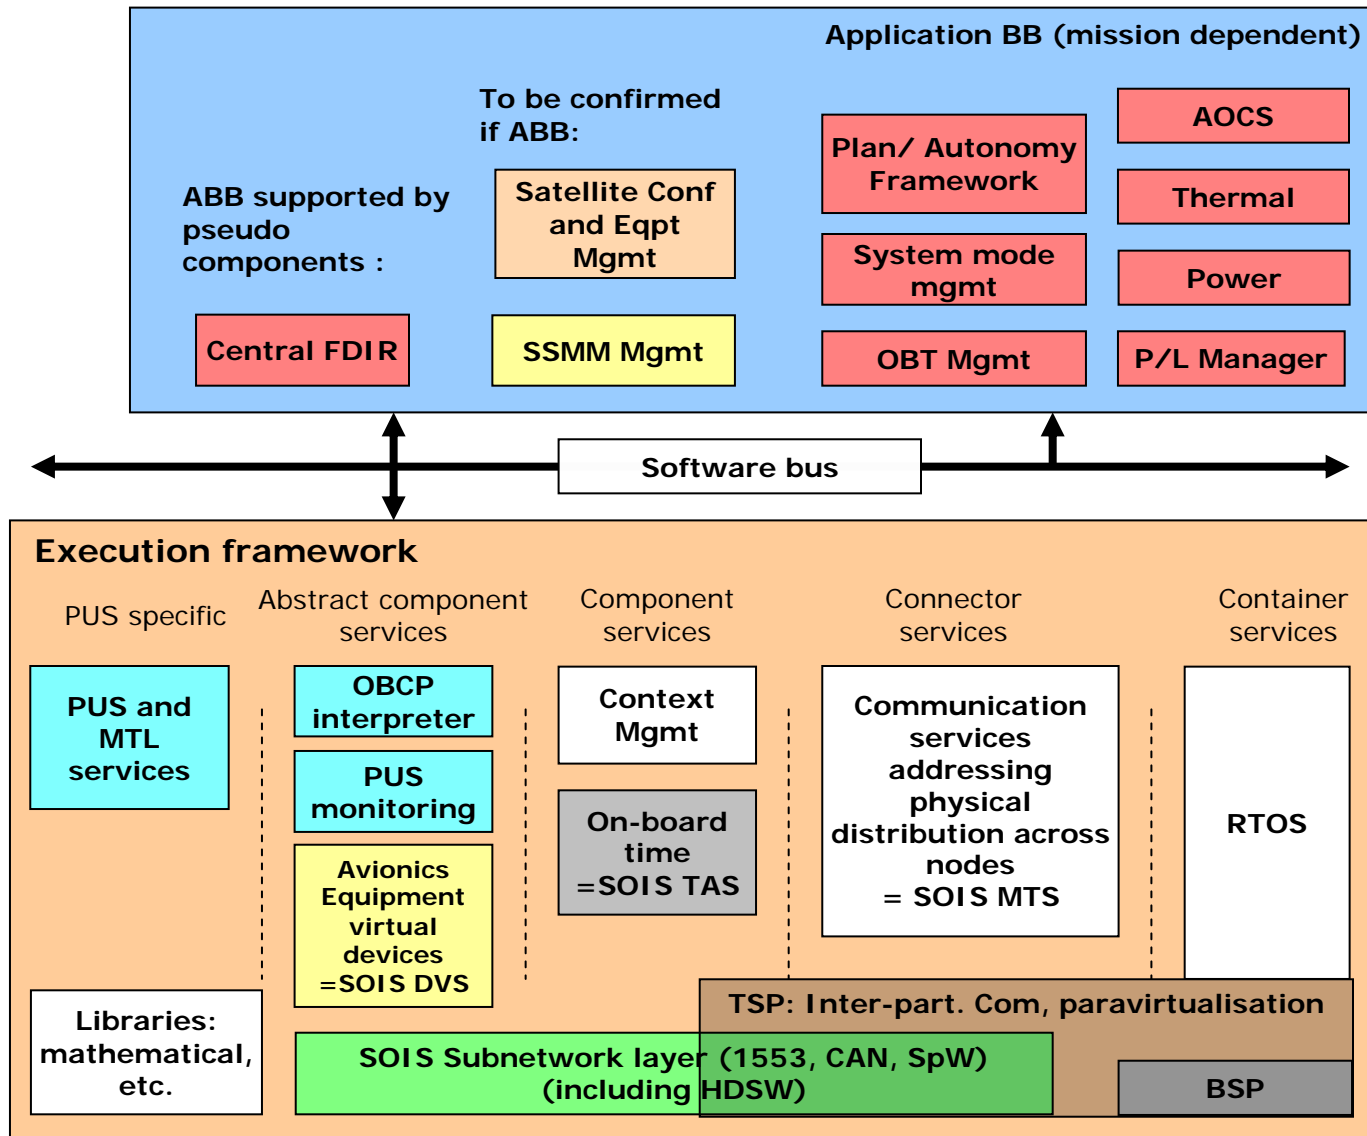 Application BB (mission dependent)
To be confirmed
if ABB:
ABB supported by
pseudo
components :
Central FDIR
Satellite Conf
and Eqpt
Mgmt
SSMM Mgmt
Plan/ Autonomy
Framework
System mode
mgmt
OBT Mgmt
AOCS
Thermal
Power
P/L Manager
Software bus
Execution framework
PUS specific
Abstract component
services
Component
services
Connector
services
Container
services
PUS and
MTL
services
OBCP
interpreter
PUS
monitoring
Avionics
Equipment
virtual
devices
=SOIS DVS
Context
Mgmt
On-board
time
=SOIS TAS
Communication
services
addressing
physical
distribution across
nodes
= SOIS MTS
RTOS
Libraries:
mathematical,
etc.
TSP: Inter-part. Com, paravirtualisation
SOIS Subnetwork layer (1553, CAN, SpW)
(including HDSW)
BSP